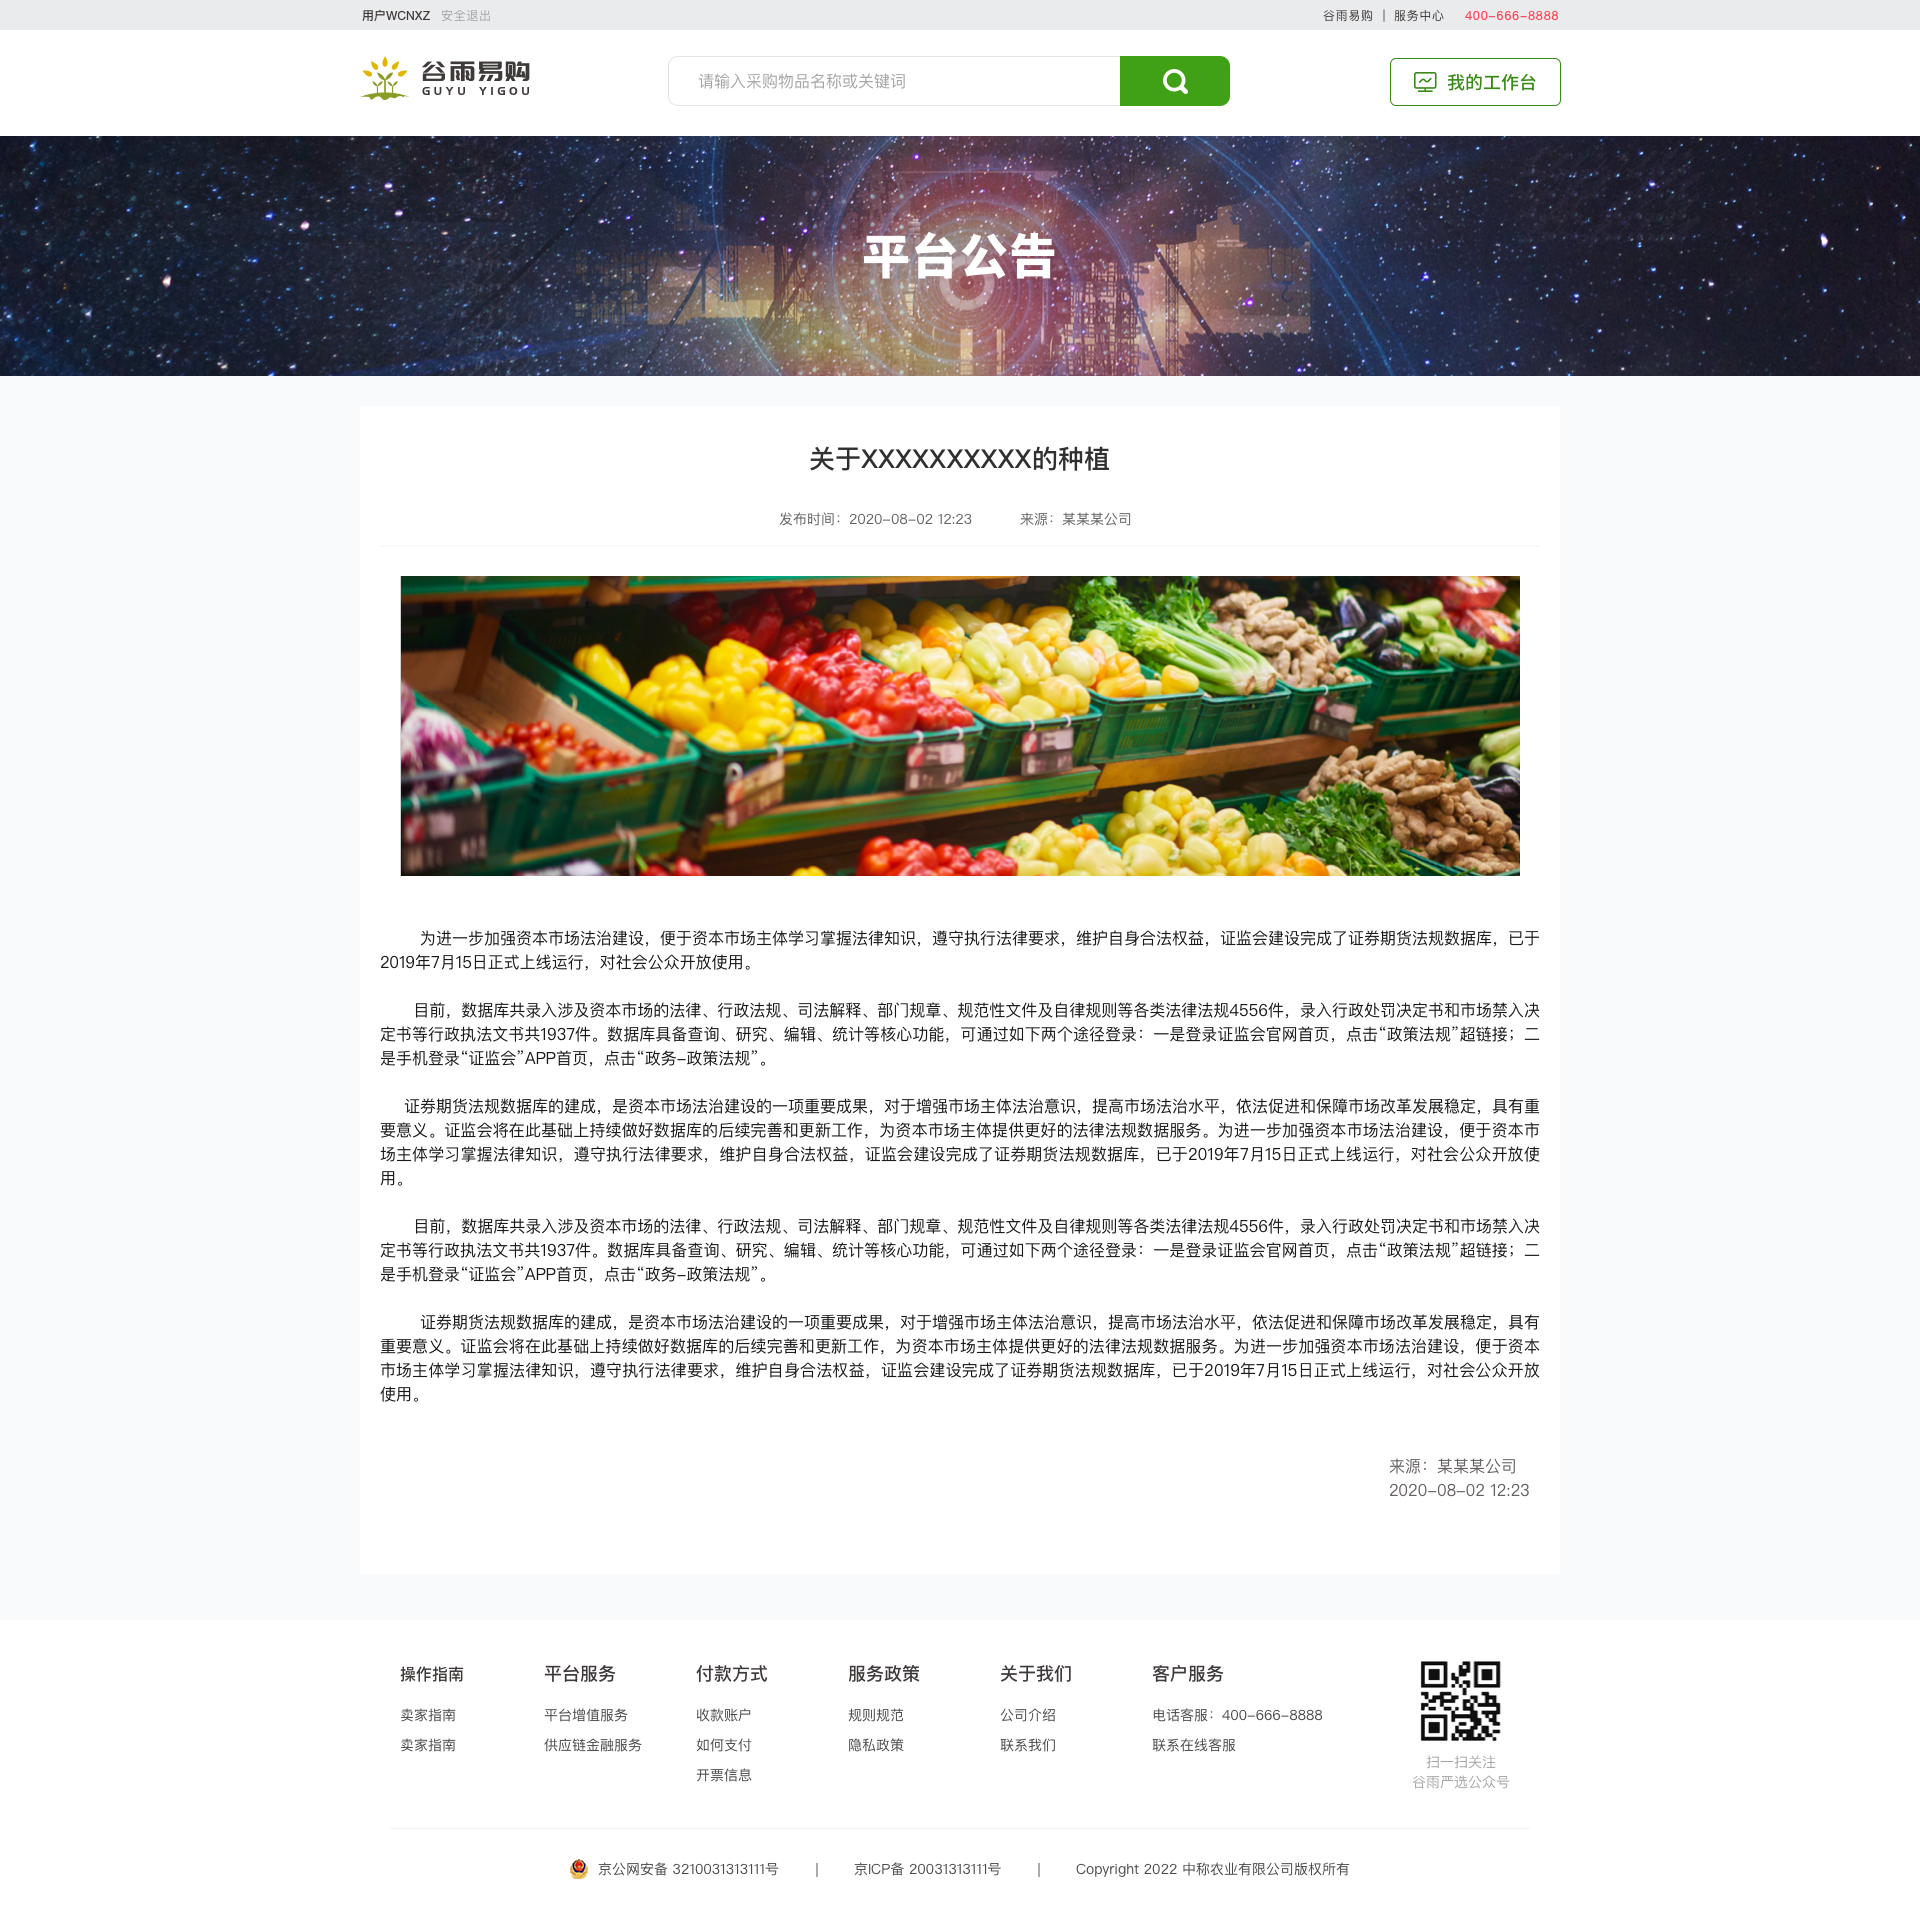 用户WCNXZ 安全退出 谷雨易购 | 服务中心 400-666-8888
谷雨易购
GUYU YIGOU
请输入采购物品名称或关键词
我的工作台
平台公告
关于XXXXXXXXXX的种植
发布时间：2020-08-02 12:23 来源：某某某公司
为进一步加强资本市场法治建设，便于资本市场主体学习掌握法律知识，遵守执行法律要求，维护自身合法权益，证监会建设完成了证券期货法规数据库，已于
2019年7月15日正式上线运行，对社会公众开放使用。
目前，数据库共录入涉及资本市场的法律、行政法规、司法解释、部门规章、规范性文件及自律规则等各类法律法规4556件，录入行政处罚决定书和市场禁入决
定书等行政执法文书共1937件。数据库具备查询、研究、编辑、统计等核心功能，可通过如下两个途径登录：一是登录证监会官网首页，点击“政策法规”超链接；二
是手机登录“证监会”APP首页，点击“政务-政策法规”。
证券期货法规数据库的建成，是资本市场法治建设的一项重要成果，对于增强市场主体法治意识，提高市场法治水平，依法促进和保障市场改革发展稳定，具有重
要意义。证监会将在此基础上持续做好数据库的后续完善和更新工作，为资本市场主体提供更好的法律法规数据服务。为进一步加强资本市场法治建设，便于资本市
场主体学习掌握法律知识，遵守执行法律要求，维护自身合法权益，证监会建设完成了证券期货法规数据库，已于2019年7月15日正式上线运行，对社会公众开放使
用。
目前，数据库共录入涉及资本市场的法律、行政法规、司法解释、部门规章、规范性文件及自律规则等各类法律法规4556件，录入行政处罚决定书和市场禁入决
定书等行政执法文书共1937件。数据库具备查询、研究、编辑、统计等核心功能，可通过如下两个途径登录：一是登录证监会官网首页，点击“政策法规”超链接；二
是手机登录“证监会”APP首页，点击“政务-政策法规”。
证券期货法规数据库的建成，是资本市场法治建设的一项重要成果，对于增强市场主体法治意识，提高市场法治水平，依法促进和保障市场改革发展稳定，具有
重要意义。证监会将在此基础上持续做好数据库的后续完善和更新工作，为资本市场主体提供更好的法律法规数据服务。为进一步加强资本市场法治建设，便于资本
市场主体学习掌握法律知识，遵守执行法律要求，维护自身合法权益，证监会建设完成了证券期货法规数据库，已于2019年7月15日正式上线运行，对社会公众开放
使用。
来源：某某某公司
2020-08-02 12:23
操作指南 平台服务 付款方式 服务政策 关于我们 客户服务
卖家指南 平台增值服务 收款账户 规则规范 公司介绍 电话客服：400-666-8888
卖家指南 供应链金融服务 如何支付 隐私政策 联系我们 联系在线客服
开票信息
扫一扫关注
谷雨严选公众号
京公网安备 3210031313111号 | 京ICP备 20031313111号 | Copyright 2022 中称农业有限公司版权所有